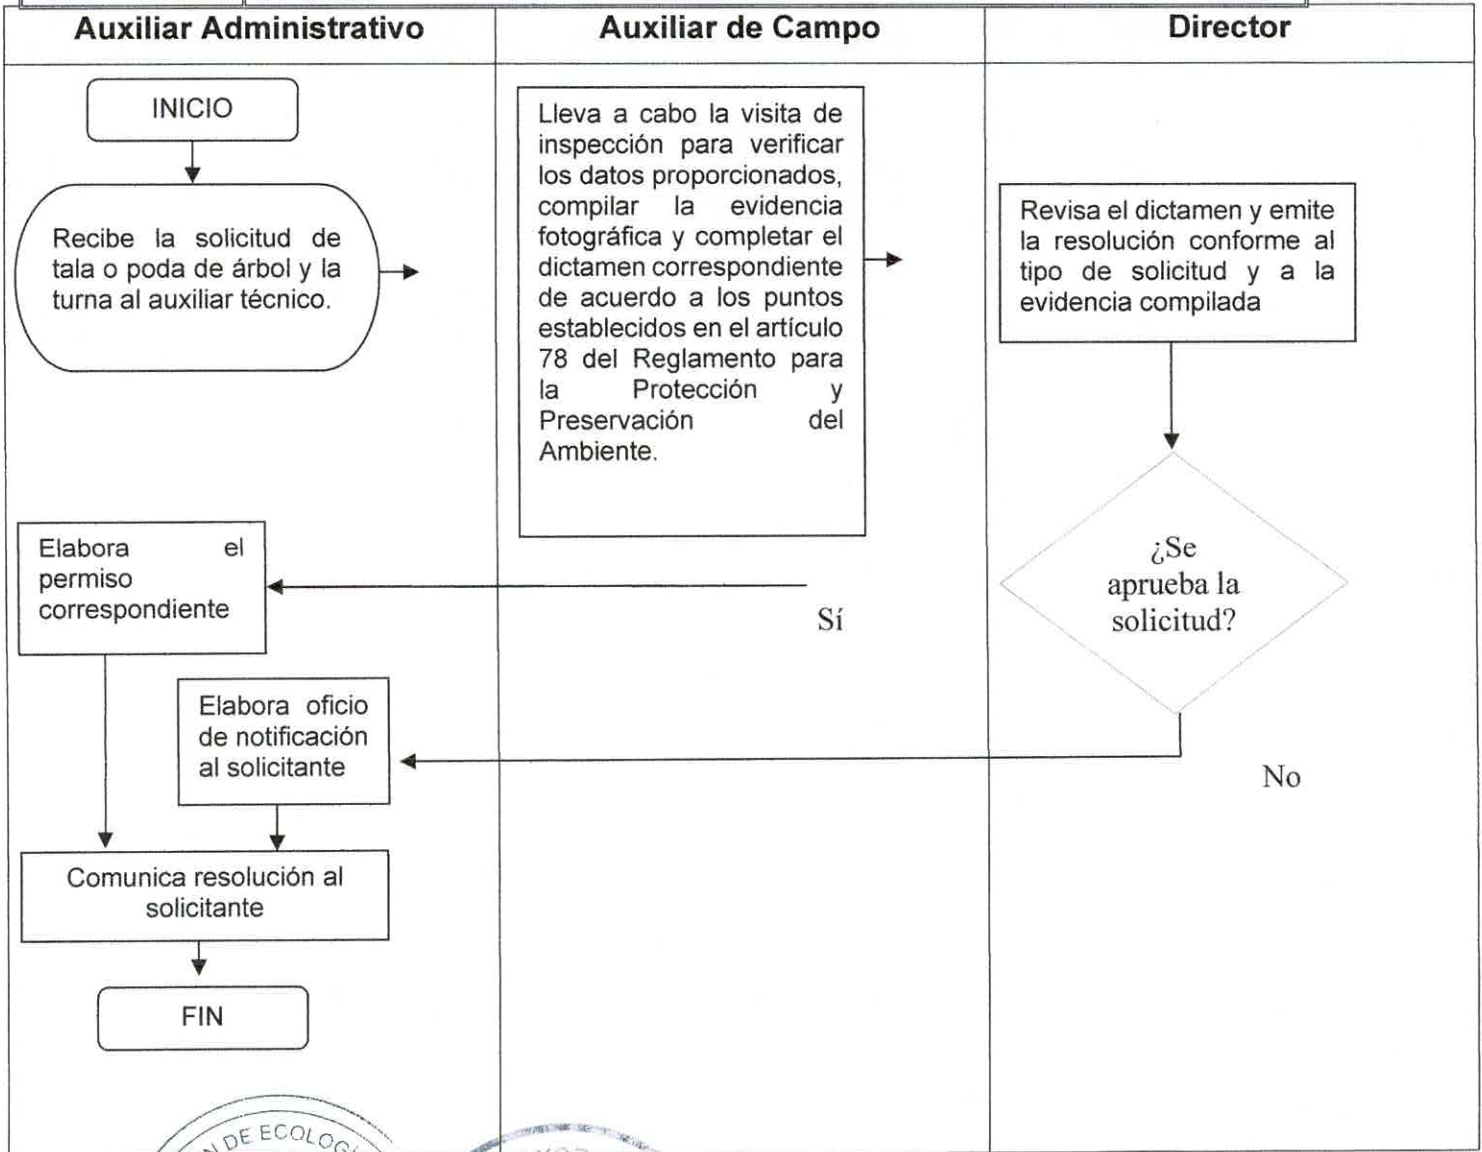 Auxiliar Administrativo
Auxiliar de Campo
Director
INICIO
Recibe la solicitud de
tala o poda de árbol y la
turna al auxiliar técnico.
Lleva a cabo la visita de
inspección para verificar
los datos proporcionados,
compilar la evidencia
fotográfica y completar el
dictamen correspondiente
de acuerdo a los puntos
establecidos en el artículo
78 del Reglamento para
la Protección y
Preservación del
Ambiente.
Revisa el dictamen y emite
la resolución conforme al
tipo de solicitud y a la
evidencia compilada
¿Se
aprueba la
solicitud?
Sí
No
Elabora el
permiso
correspondiente
Elabora oficio
de notificación
al solicitante
Comunica resolución al
solicitante
FIN
DE ECOLOGI